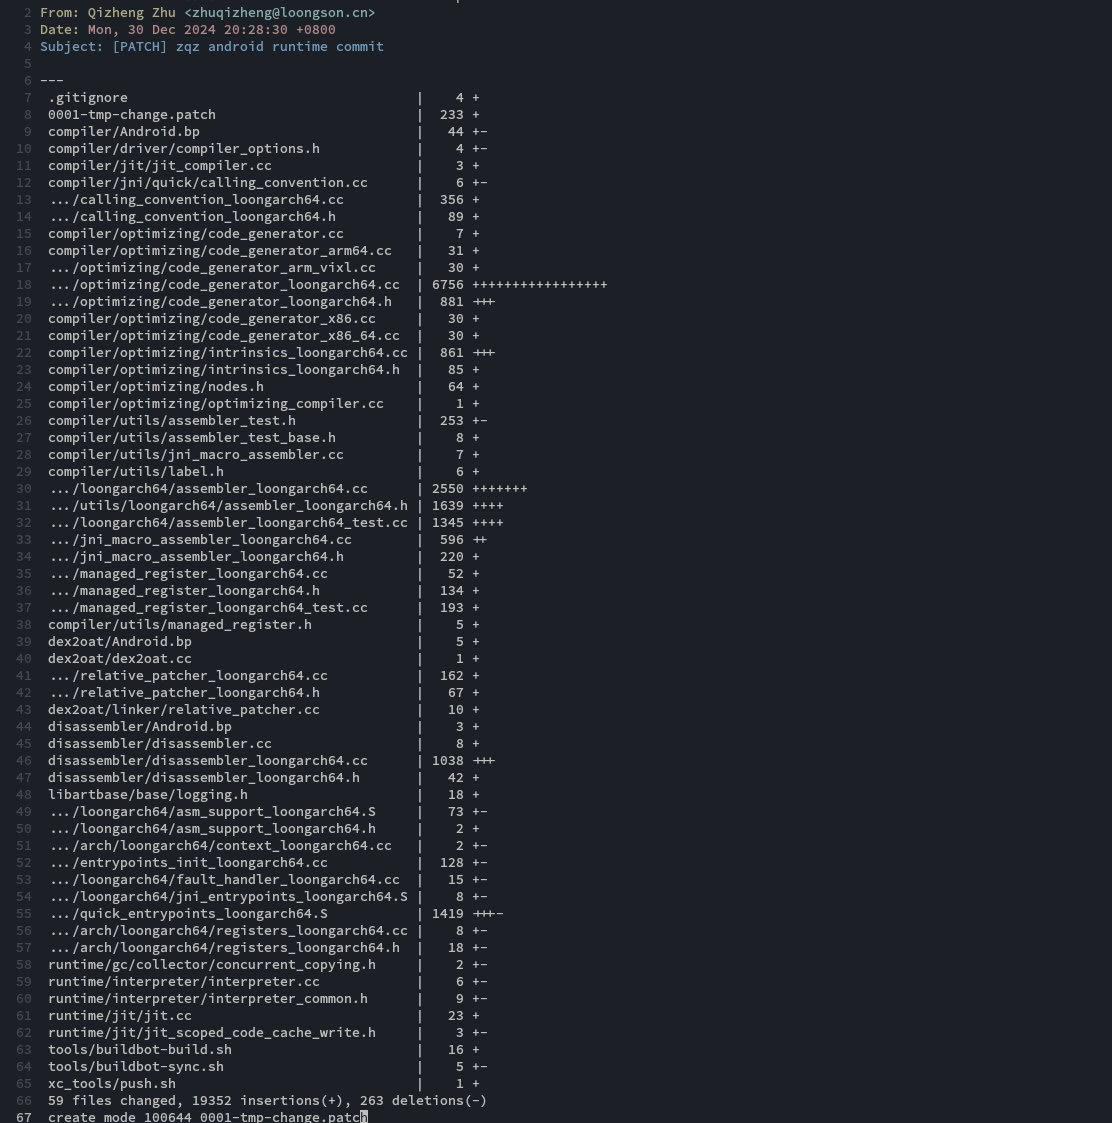 2 From: Qizheng Zhu <zhuqizheng@loongson.cn>
3 Date: Mon, 30 Dec 2024 20:28:30 +0800
4 Subject: [PATCH] zqz android runtime commit
5
6 ---
7 .gitignore | 4 +
8 0001-tmp-change.patch | 233 +
9 compiler/Android.bp | 44 +-
10 compiler/driver/compiler_options.h | 4 +-
11 compiler/jit/jit_compiler.cc | 3 +
12 compiler/jni/quick/calling_convention.cc | 6 +-
13 .../calling_convention_loongarch64.cc | 356 +
14 .../calling_convention_loongarch64.h | 89 +
15 compiler/optimizing/code_generator.cc | 7 +
16 compiler/optimizing/code_generator_arm64.cc | 31 +
17 .../optimizing/code_generator_arm_vixl.cc | 30 +
18 .../optimizing/code_generator_loongarch64.cc | 6756 +++++++++++++++++
19 .../optimizing/code_generator_loongarch64.h | 881 +++
20 compiler/optimizing/code_generator_x86.cc | 30 +
21 compiler/optimizing/code_generator_x86_64.cc | 30 +
22 compiler/optimizing/intrinsics_loongarch64.cc | 861 +++
23 compiler/optimizing/intrinsics_loongarch64.h | 85 +
24 compiler/optimizing/nodes.h | 64 +
25 compiler/optimizing/optimizing_compiler.cc | 1 +
26 compiler/utils/assembler_test.h | 253 +-
27 compiler/utils/assembler_test_base.h | 8 +
28 compiler/utils/jni_macro_assembler.cc | 7 +
29 compiler/utils/label.h | 6 +
30 .../loongarch64/assembler_loongarch64.cc | 2550 +++++++
31 .../utils/loongarch64/assembler_loongarch64.h | 1639 ++++
32 .../loongarch64/assembler_loongarch64_test.cc | 1345 ++++
33 .../jni_macro_assembler_loongarch64.cc | 596 ++
34 .../jni_macro_assembler_loongarch64.h | 220 +
35 .../managed_register_loongarch64.cc | 52 +
36 .../managed_register_loongarch64.h | 134 +
37 .../managed_register_loongarch64_test.cc | 193 +
38 compiler/utils/managed_register.h | 5 +
39 dex2oat/Android.bp | 5 +
40 dex2oat/dex2oat.cc | 1 +
41 .../relative_patcher_loongarch64.cc | 162 +
42 .../relative_patcher_loongarch64.h | 67 +
43 dex2oat/linker/relative_patcher.cc | 10 +
44 disassembler/Android.bp | 3 +
45 disassembler/disassembler.cc | 8 +
46 disassembler/disassembler_loongarch64.cc | 1038 +++
47 disassembler/disassembler_loongarch64.h | 42 +
48 libartbase/base/logging.h | 18 +
49 .../loongarch64/asm_support_loongarch64.S | 73 +-
50 .../loongarch64/asm_support_loongarch64.h | 2 +
51 .../arch/loongarch64/context_loongarch64.cc | 2 +-
52 .../entrypoints_init_loongarch64.cc | 128 +-
53 .../loongarch64/fault_handler_loongarch64.cc | 15 +-
54 .../loongarch64/jni_entrypoints_loongarch64.S | 8 +-
55 .../quick_entrypoints_loongarch64.S | 1419 +++-
56 .../arch/loongarch64/registers_loongarch64.cc | 8 +-
57 .../arch/loongarch64/registers_loongarch64.h | 18 +-
58 runtime/gc/collector/concurrent_copying.h | 2 +-
59 runtime/interpreter/interpreter.cc | 6 +-
60 runtime/interpreter/interpreter_common.h | 9 +-
61 runtime/jit/jit.cc | 23 +
62 runtime/jit/jit_scoped_code_cache_write.h | 3 +-
63 tools/buildbot-build.sh | 16 +
64 tools/buildbot-sync.sh | 5 +-
65 xc_tools/push.sh | 1 +
66 59 files changed, 19352 insertions(+), 263 deletions(-)
67 create mode 100644 0001-tmp-change.patch